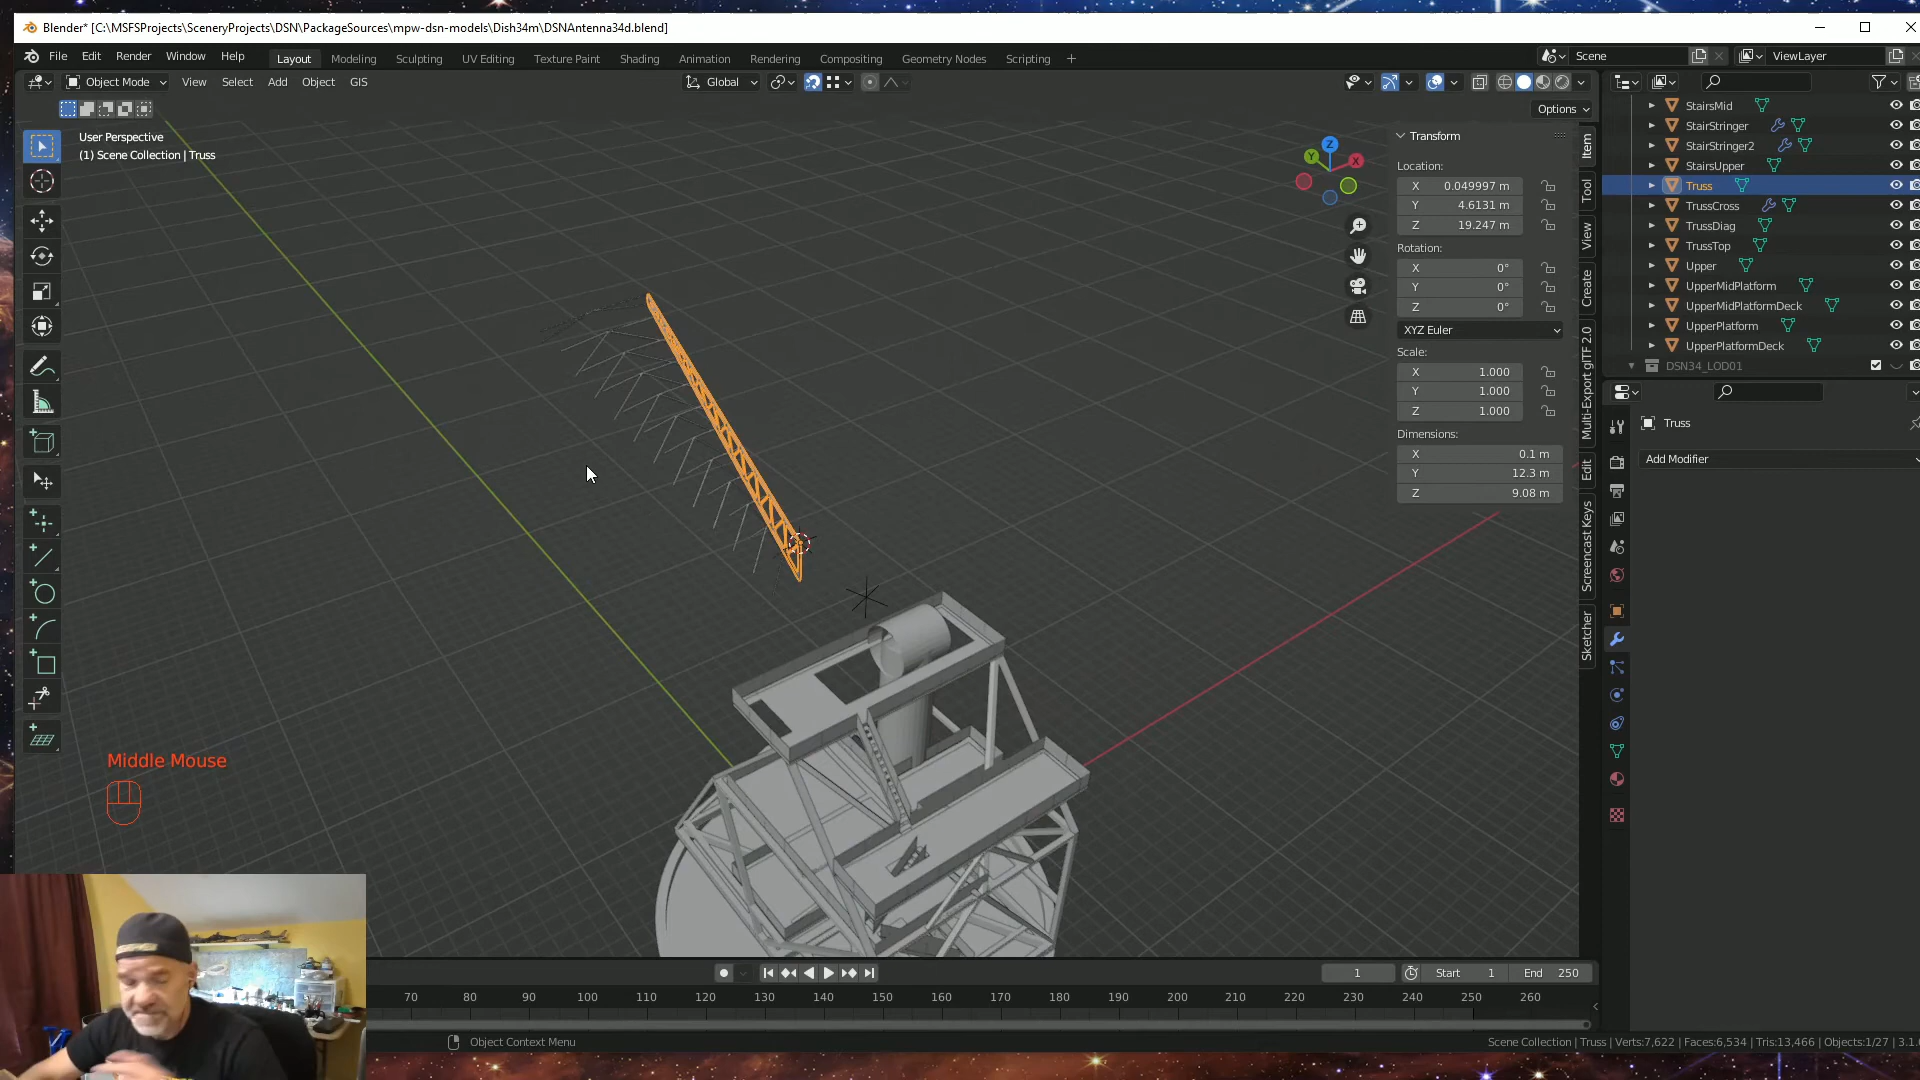 Blender* [C:\MSFSProjects\SceneryProjects\DSN\PackageSources\mpw-dsn-models\Dish34m\DSNAntenna34d.blend]
File Edit Render Window Help
Layout Modeling Sculpting UV Editing Texture Paint Shading Animation Rendering Compositing Geometry Nodes Scripting +
Scene
ViewLayer
Object Mode View Select Add Object GIS
Global
Options
User Perspective
(1) Scene Collection | Truss
Z
Y
X
Transform
Location:
X 0.049997 m
Y 4.6131 m
Z 19.247 m
Rotation:
X 0°
Y 0°
Z 0°
XYZ Euler
Scale:
X 1.000
Y 1.000
Z 1.000
Dimensions:
X 0.1 m
Y 12.3 m
Z 9.08 m
Item
Tool
View
Create
Multi-Export glTF 2.0
Edit
Screencast Keys
Sketcher
StairsMid
StairStringer
StairStringer2
StairsUpper
Truss
TrussCross
TrussDiag
TrussTop
Upper
UpperMidPlatform
UpperMidPlatformDeck
UpperPlatform
UpperPlatformDeck
DSN34_LOD01
Truss
Add Modifier
Middle Mouse
1
Start 1
End 250
70 80 90 100 110 120 130 140 150 160 170 180 190 200 210 220 230 240 250 260
Object Context Menu
Scene Collection | Truss | Verts:7,622 | Faces:6,534 | Tris:13,466 | Objects:1/27 | 3.1.